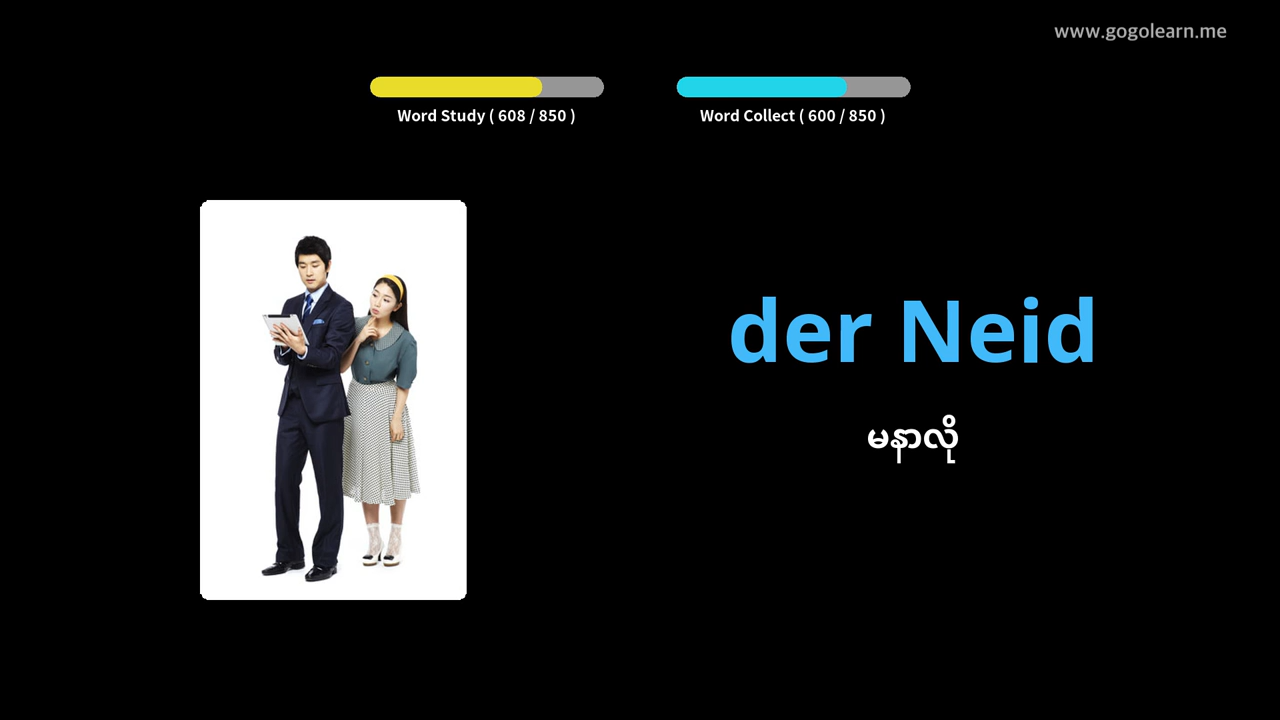 www.gogolearn.me
Word Study ( 608 / 850 )
Word Collect ( 600 / 850 )
der Neid
မနာလို